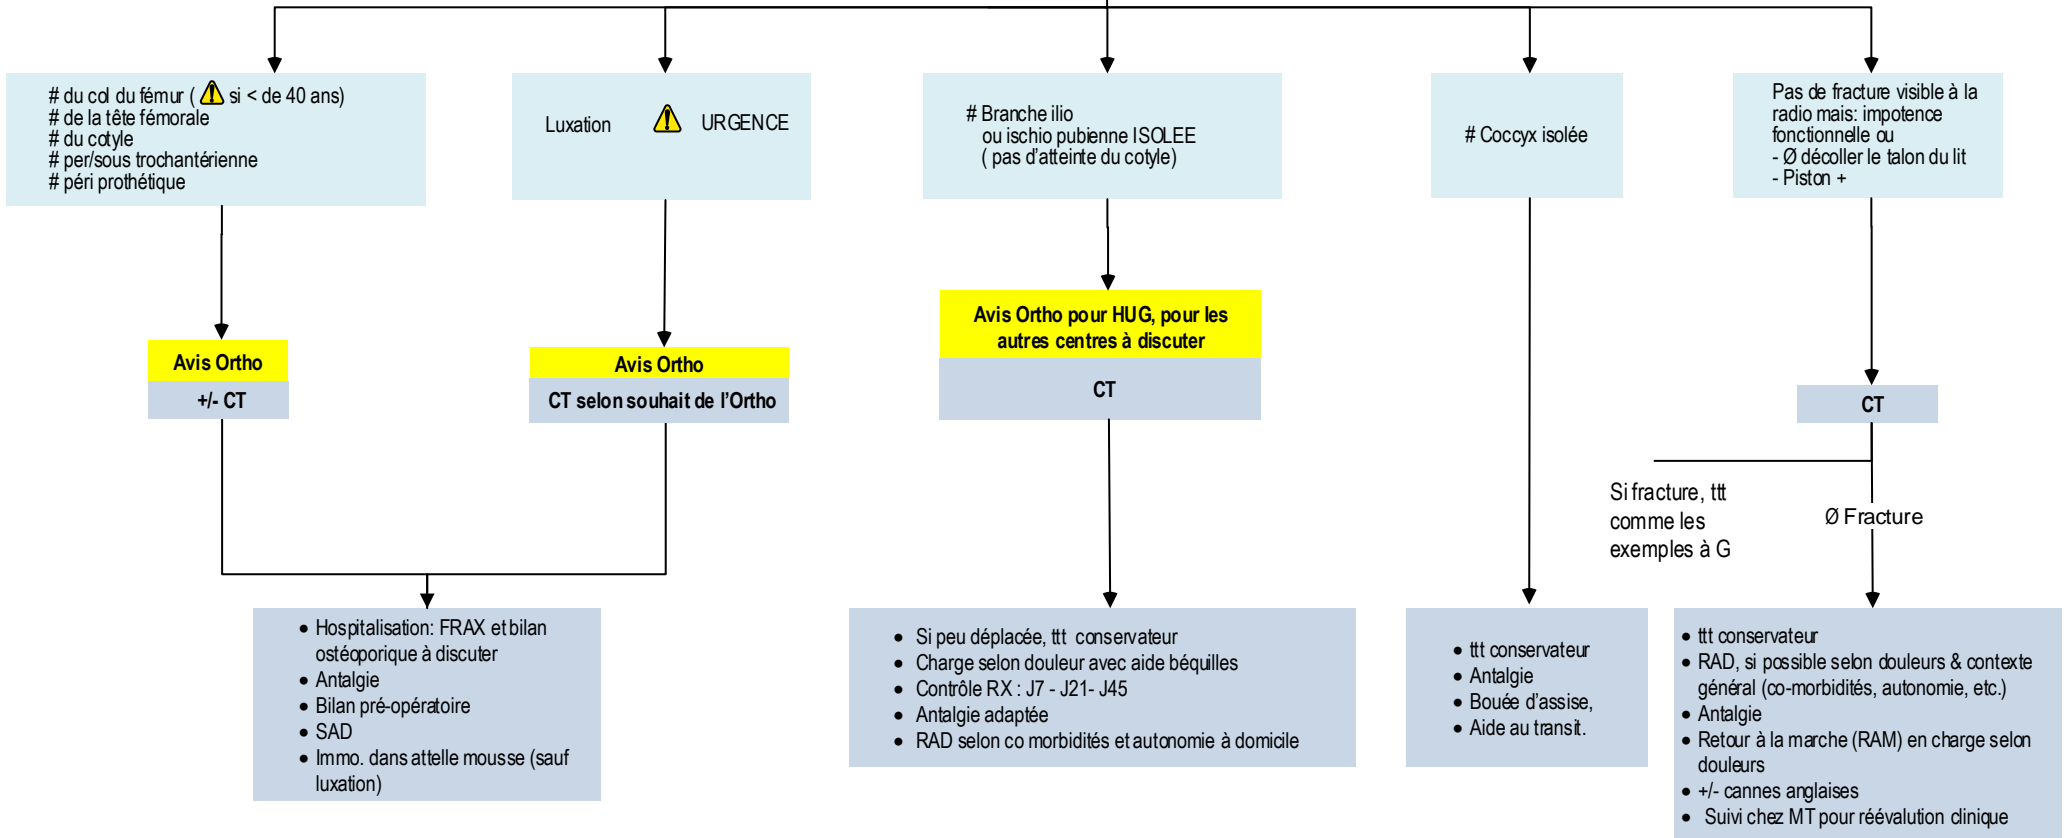 # du col du fémur ( si < de 40 ans)
# de la tête fémorale
# du cotyle
# per/sous trochantérienne
# péri prothétique
Luxation URGENCE
# Branche ilio
ou ischio pubienne ISOLEE
( pas d'atteinte du cotyle)
# Coccyx isolée
Pas de fracture visible à la
radio mais: impotence
fonctionnelle ou
- Ø décoller le talon du lit
- Piston +
Avis Ortho
+/- CT
Avis Ortho
CT selon souhait de l'Ortho
Avis Ortho pour HUG, pour les
autres centres à discuter
CT
CT
Si fracture, ttt
comme les
exemples à G
Ø Fracture
• Hospitalisation: FRAX et bilan
ostéoporique à discuter
• Antalgie
• Bilan pré-opératoire
• SAD
• Immo. dans attelle mousse (sauf
luxation)
• Si peu déplacée, ttt conservateur
• Charge selon douleur avec aide béquilles
• Contrôle RX : J7 - J21- J45
• Antalgie adaptée
• RAD selon co morbidités et autonomie à domicile
• ttt conservateur
• Antalgie
• Bouée d'assise,
• Aide au transit.
• ttt conservateur
• RAD, si possible selon douleurs & contexte
général (co-morbidités, autonomie, etc.)
• Antalgie
• Retour à la marche (RAM) en charge selon
douleurs
• +/- cannes anglaises
• Suivi chez MT pour réévalution clinique